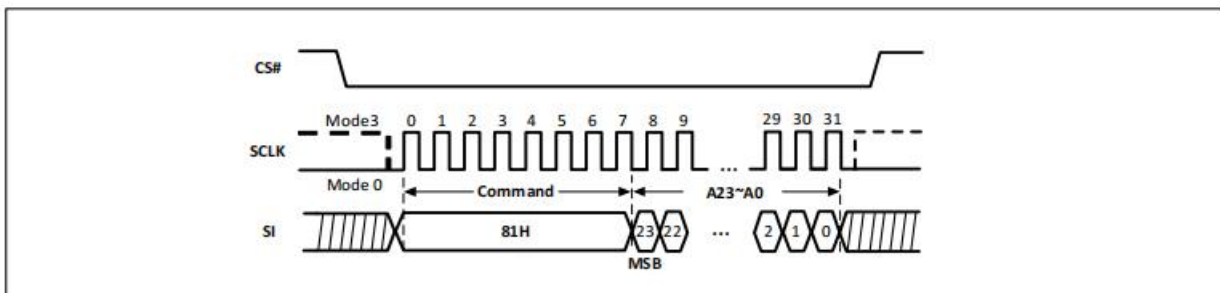 CS#
Mode3 0 1 2 3 4 5 6 7 8 9 29 30 31
SCLK
...
Mode 0
Command A23~A0
SI 81H 23 22 ... 2 1 0
MSB